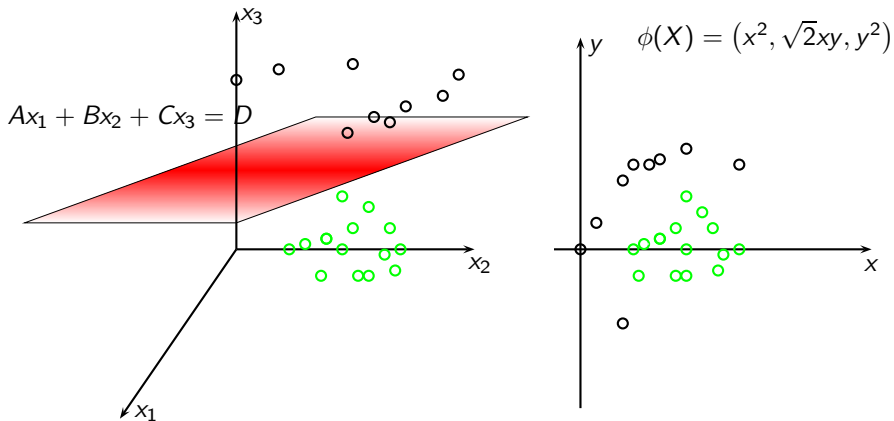 x₃
y
ϕ(X) = (x², √2xy, y²)
Ax₁ + Bx₂ + Cx₃ = D
x₂
x
x₁